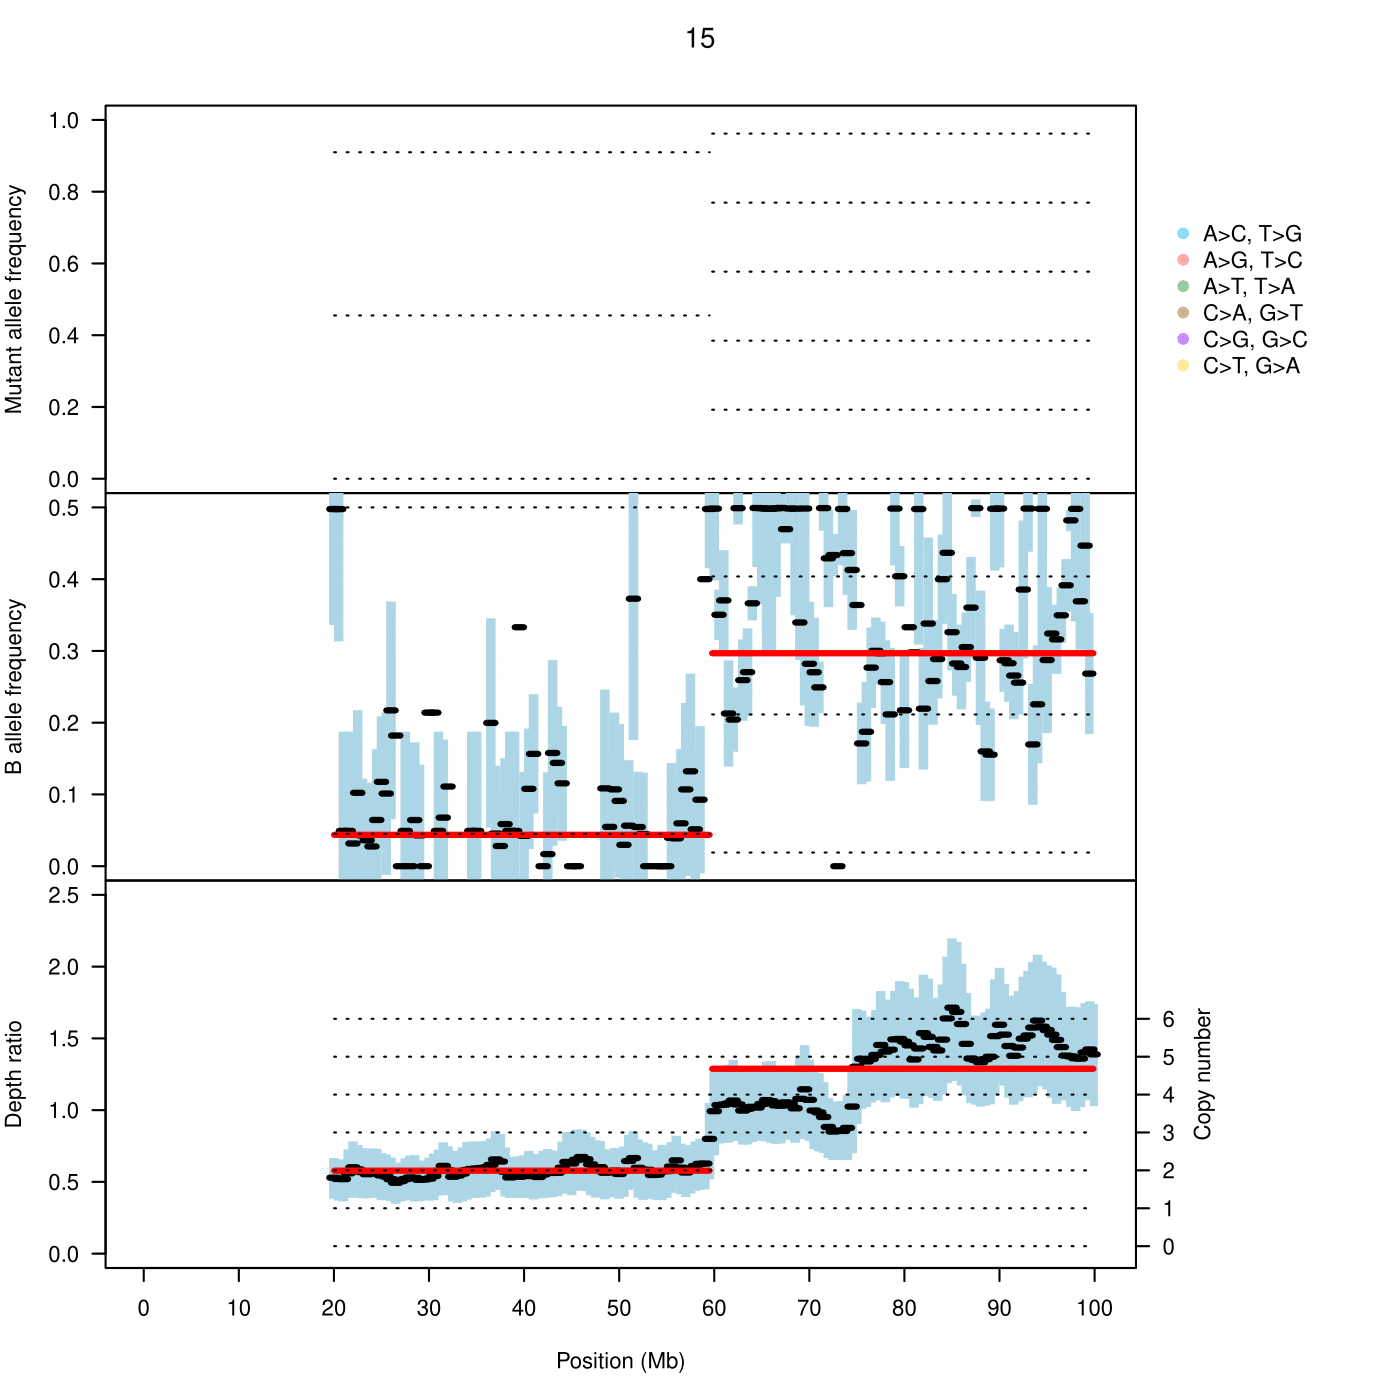 15
Mutant allele frequency
1.0
0.8
0.6
0.4
0.2
0.0
A>C, T>G
A>G, T>C
A>T, T>A
C>A, G>T
C>G, G>C
C>T, G>A
B allele frequency
0.5
0.4
0.3
0.2
0.1
0.0
Depth ratio
2.5
2.0
1.5
1.0
0.5
0.0
6
5
4
3
2
1
0
Copy number
0 10 20 30 40 50 60 70 80 90 100
Position (Mb)